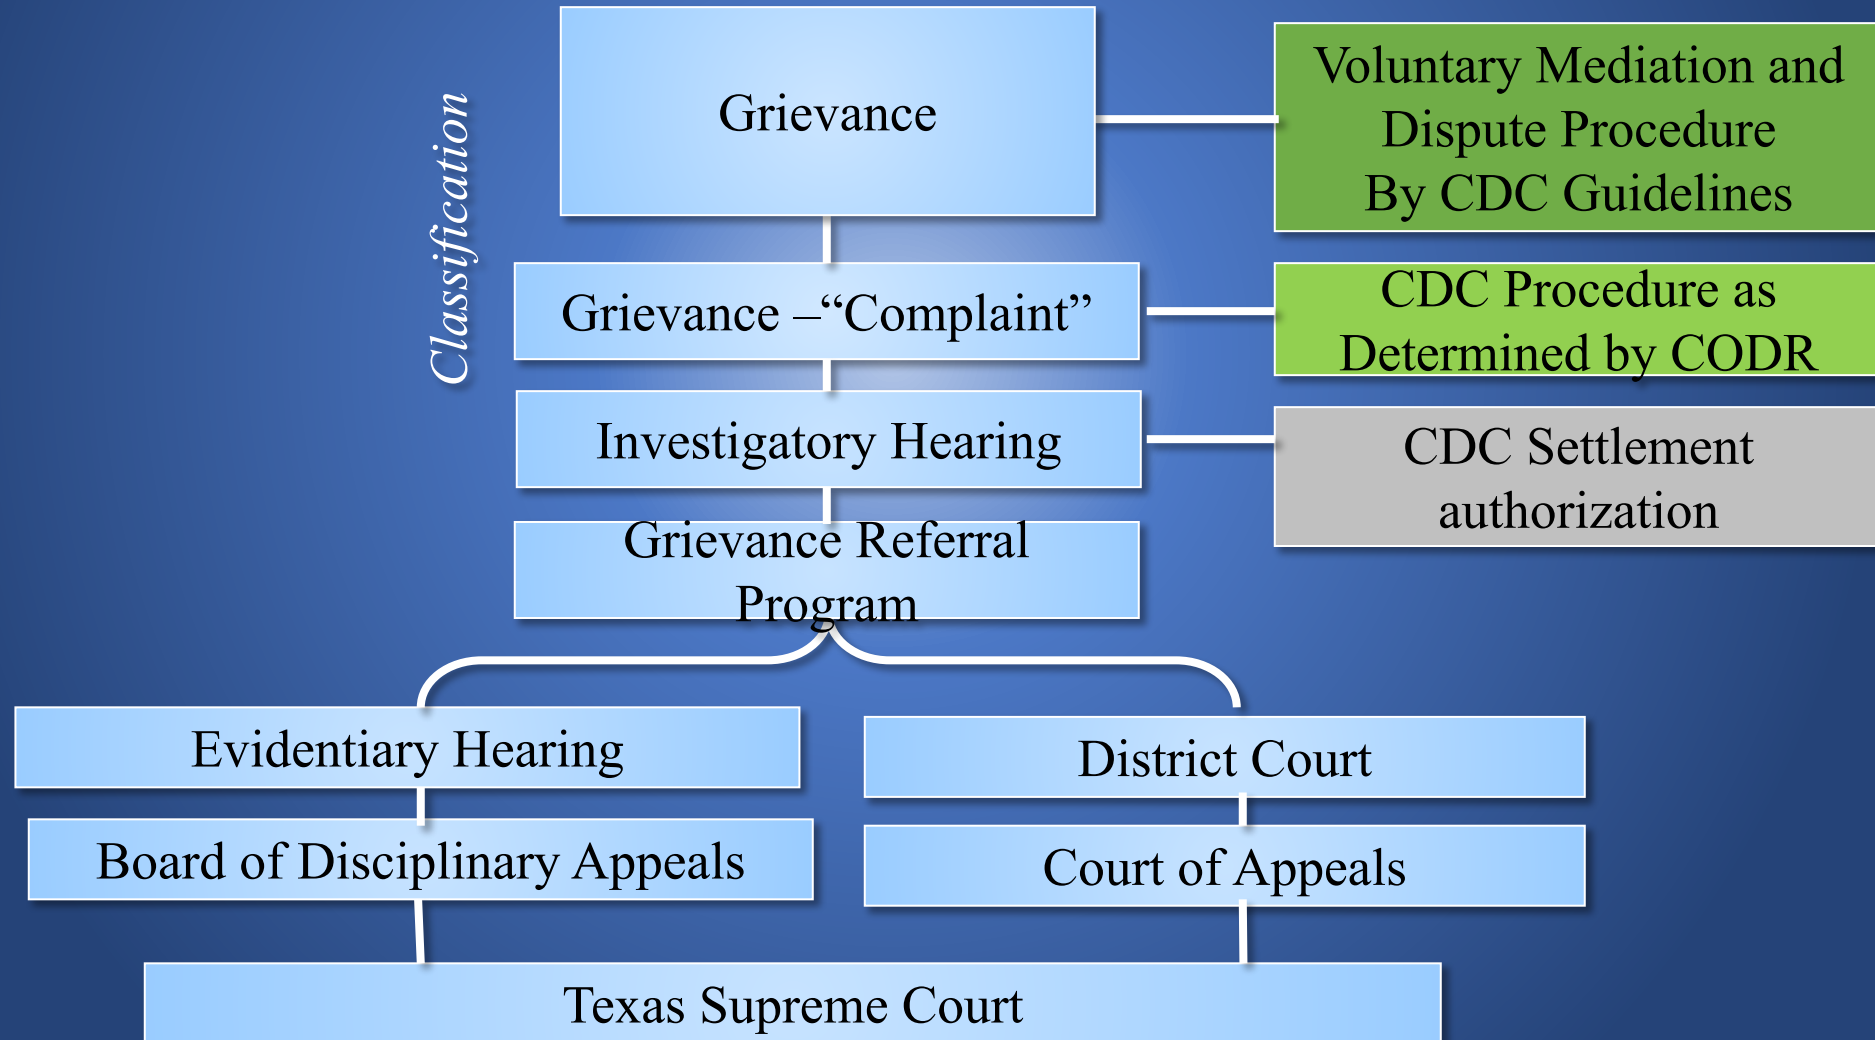 Grievance
Voluntary Mediation and
Dispute Procedure
By CDC Guidelines
Classification
Grievance –“Complaint”
CDC Procedure as
Determined by CODR
Investigatory Hearing
CDC Settlement
authorization
Grievance Referral
Program
Evidentiary Hearing
District Court
Board of Disciplinary Appeals
Court of Appeals
Texas Supreme Court